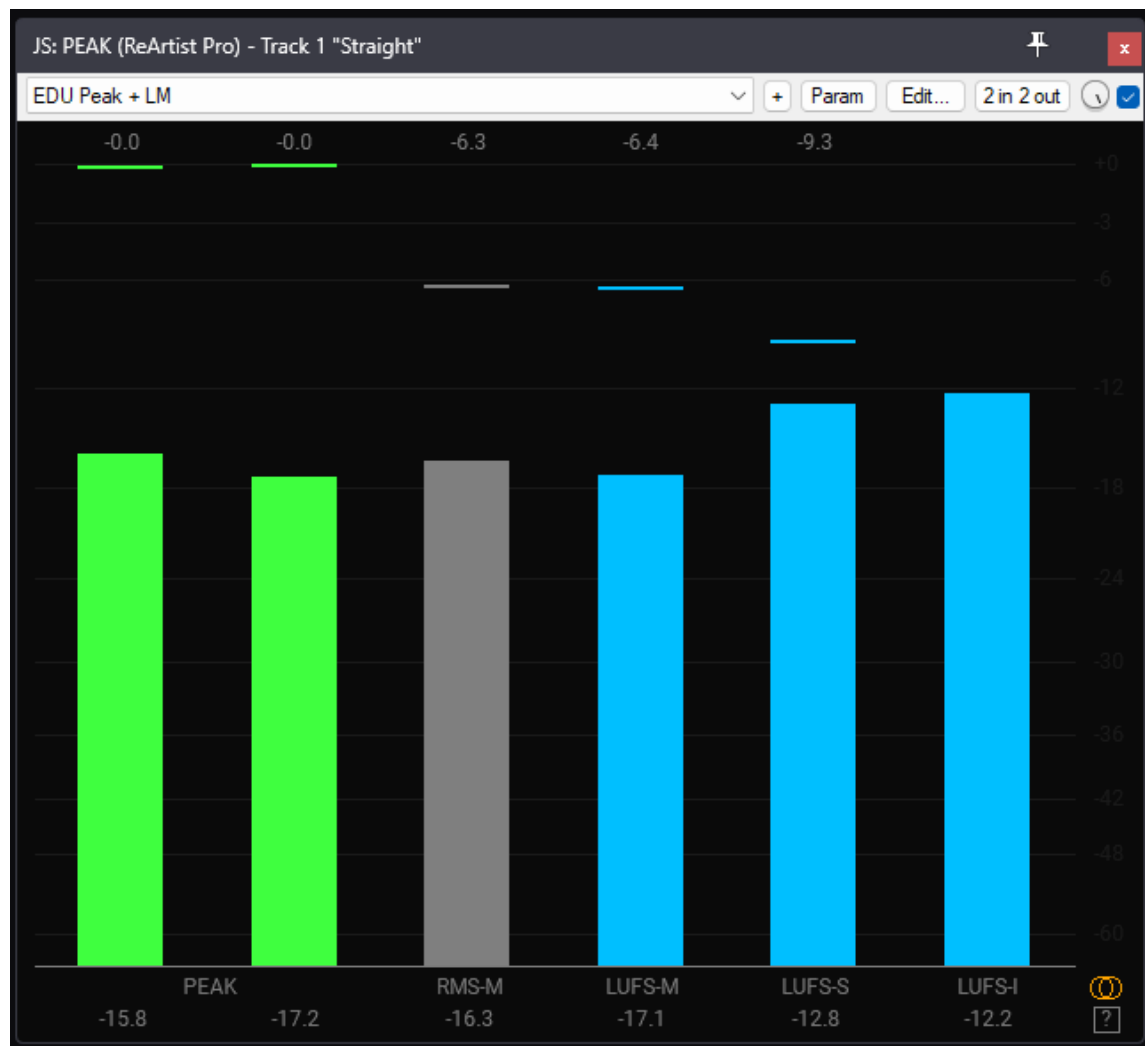 JS: PEAK (ReArtist Pro) - Track 1 "Straight"
x
EDU Peak + LM
+ Param Edit... 2 in 2 out
-0.0 -0.0 -6.3 -6.4 -9.3
+0
-3
-6
-12
-18
-24
-30
-36
-42
-48
-60
PEAK RMS-M LUFS-M LUFS-S LUFS-I
-15.8 -17.2 -16.3 -17.1 -12.8 -12.2 ?